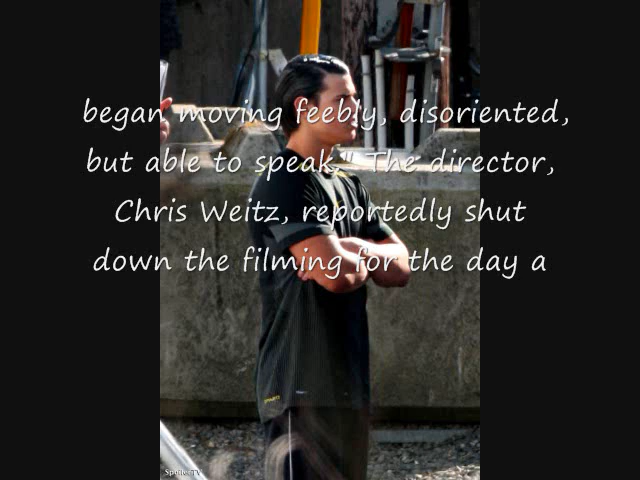 began moving feebly, disoriented,
but able to speak." The director,
Chris Weitz, reportedly shut
down the filming for the day a
SpoilerTV